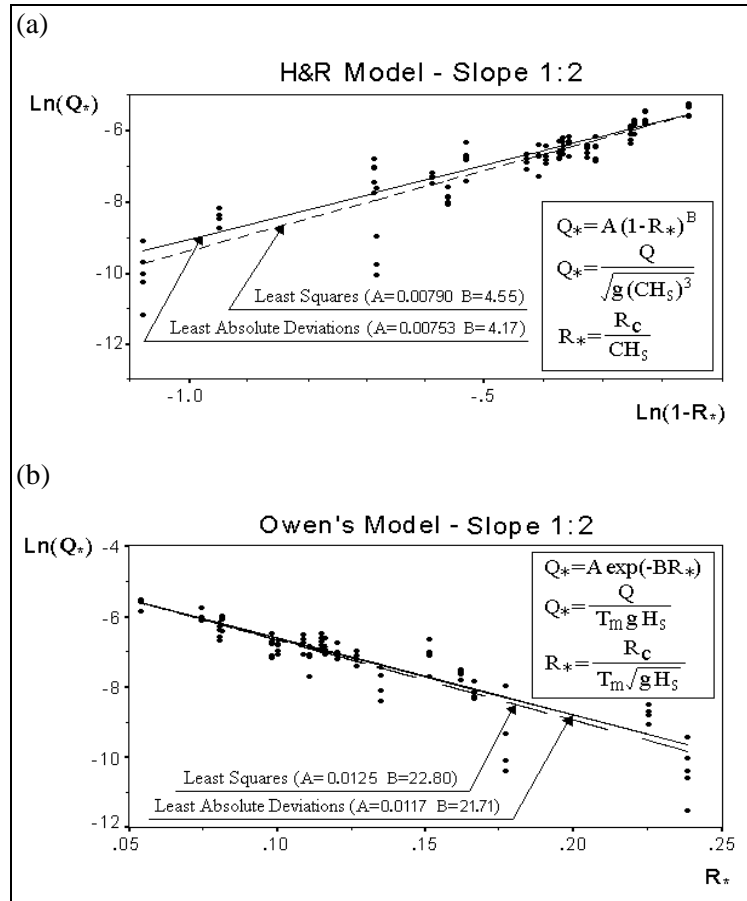 (a)
H&R Model - Slope 1:2
Ln(Q*)
-6
-8
-10
-12
Q*=A(1-R*)^B
Q*=Q/√g(CHS)^3
R*=Rc/CHS
Least Squares (A=0.00790 B=4.55)
Least Absolute Deviations (A=0.00753 B=4.17)
-1.0 -.5 0
Ln(1-R*)
(b)
Owen's Model - Slope 1:2
Ln(Q*)
-4
-6
-8
-10
-12
Q*=A exp(-BR*)
Q*=Q/TmgHS
R*=Rc/Tm√gHS
Least Squares (A=0.0125 B=22.80)
Least Absolute Deviations (A=0.0117 B=21.71)
.05 .10 .15 .20 .25
R*